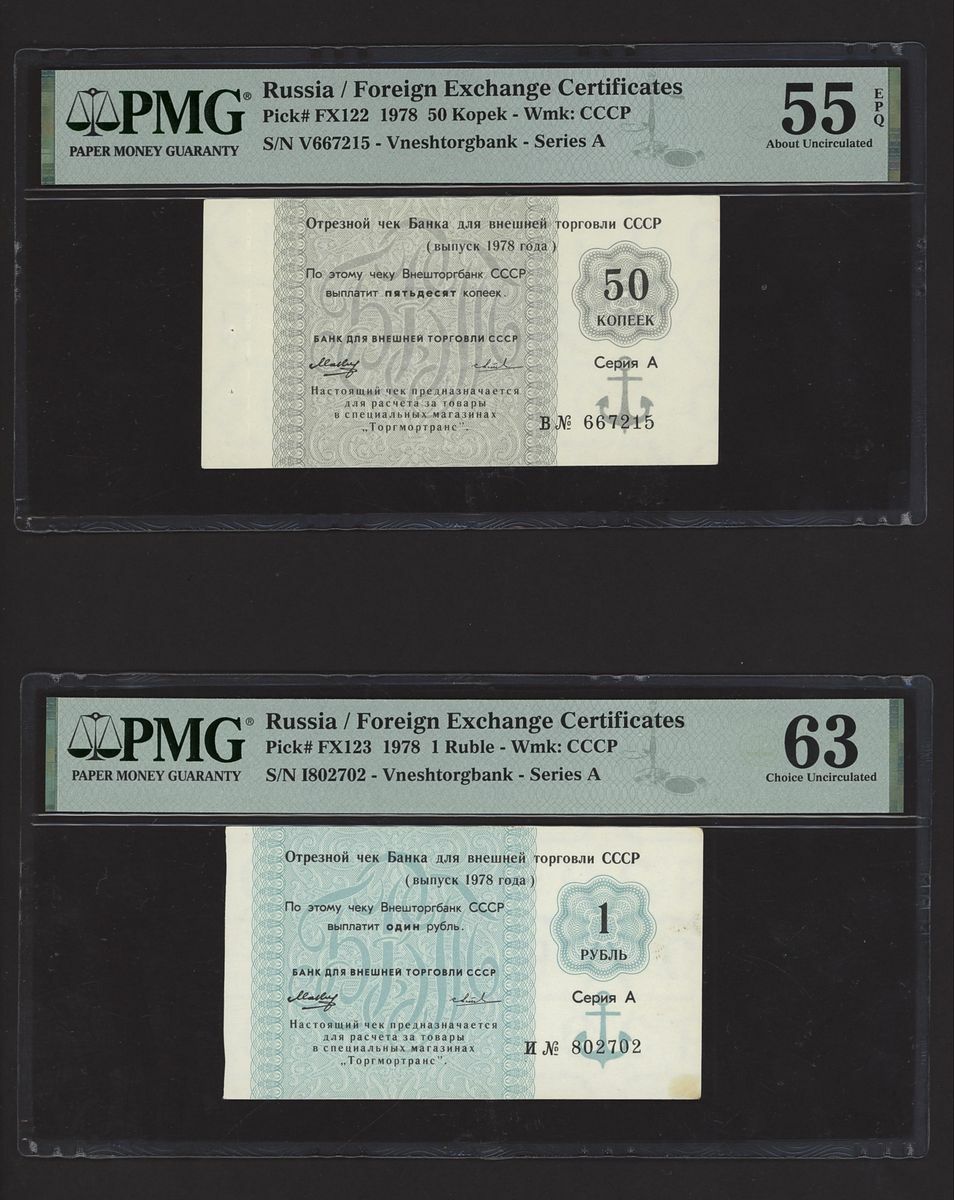 PMG®
PAPER MONEY GUARANTY
Russia / Foreign Exchange Certificates
Pick# FX122 1978 50 Kopek - Wmk: CCCP
S/N V667215 - Vneshtorgbank - Series A
55
EPQ
About Uncirculated
Отрезной чек Банка для внешней торговли СССР
(выпуск 1978 года)
По этому чеку Внешторгбанк СССР
выплатит пятьдесят копеек.
50
КОПЕЕК
БАНК ДЛЯ ВНЕШНЕЙ ТОРГОВЛИ СССР
Серия А
Настоящий чек предназначается
для расчета за товары
в специальных магазинах
„Торгмортранс".
В № 667215
PMG®
PAPER MONEY GUARANTY
Russia / Foreign Exchange Certificates
Pick# FX123 1978 1 Ruble - Wmk: CCCP
S/N I802702 - Vneshtorgbank - Series A
63
Choice Uncirculated
Отрезной чек Банка для внешней торговли СССР
(выпуск 1978 года)
По этому чеку Внешторгбанк СССР
выплатит один рубль.
1
РУБЛЬ
БАНК ДЛЯ ВНЕШНЕЙ ТОРГОВЛИ СССР
Серия А
Настоящий чек предназначается
для расчета за товары
в специальных магазинах
„Торгмортранс".
И № 802702